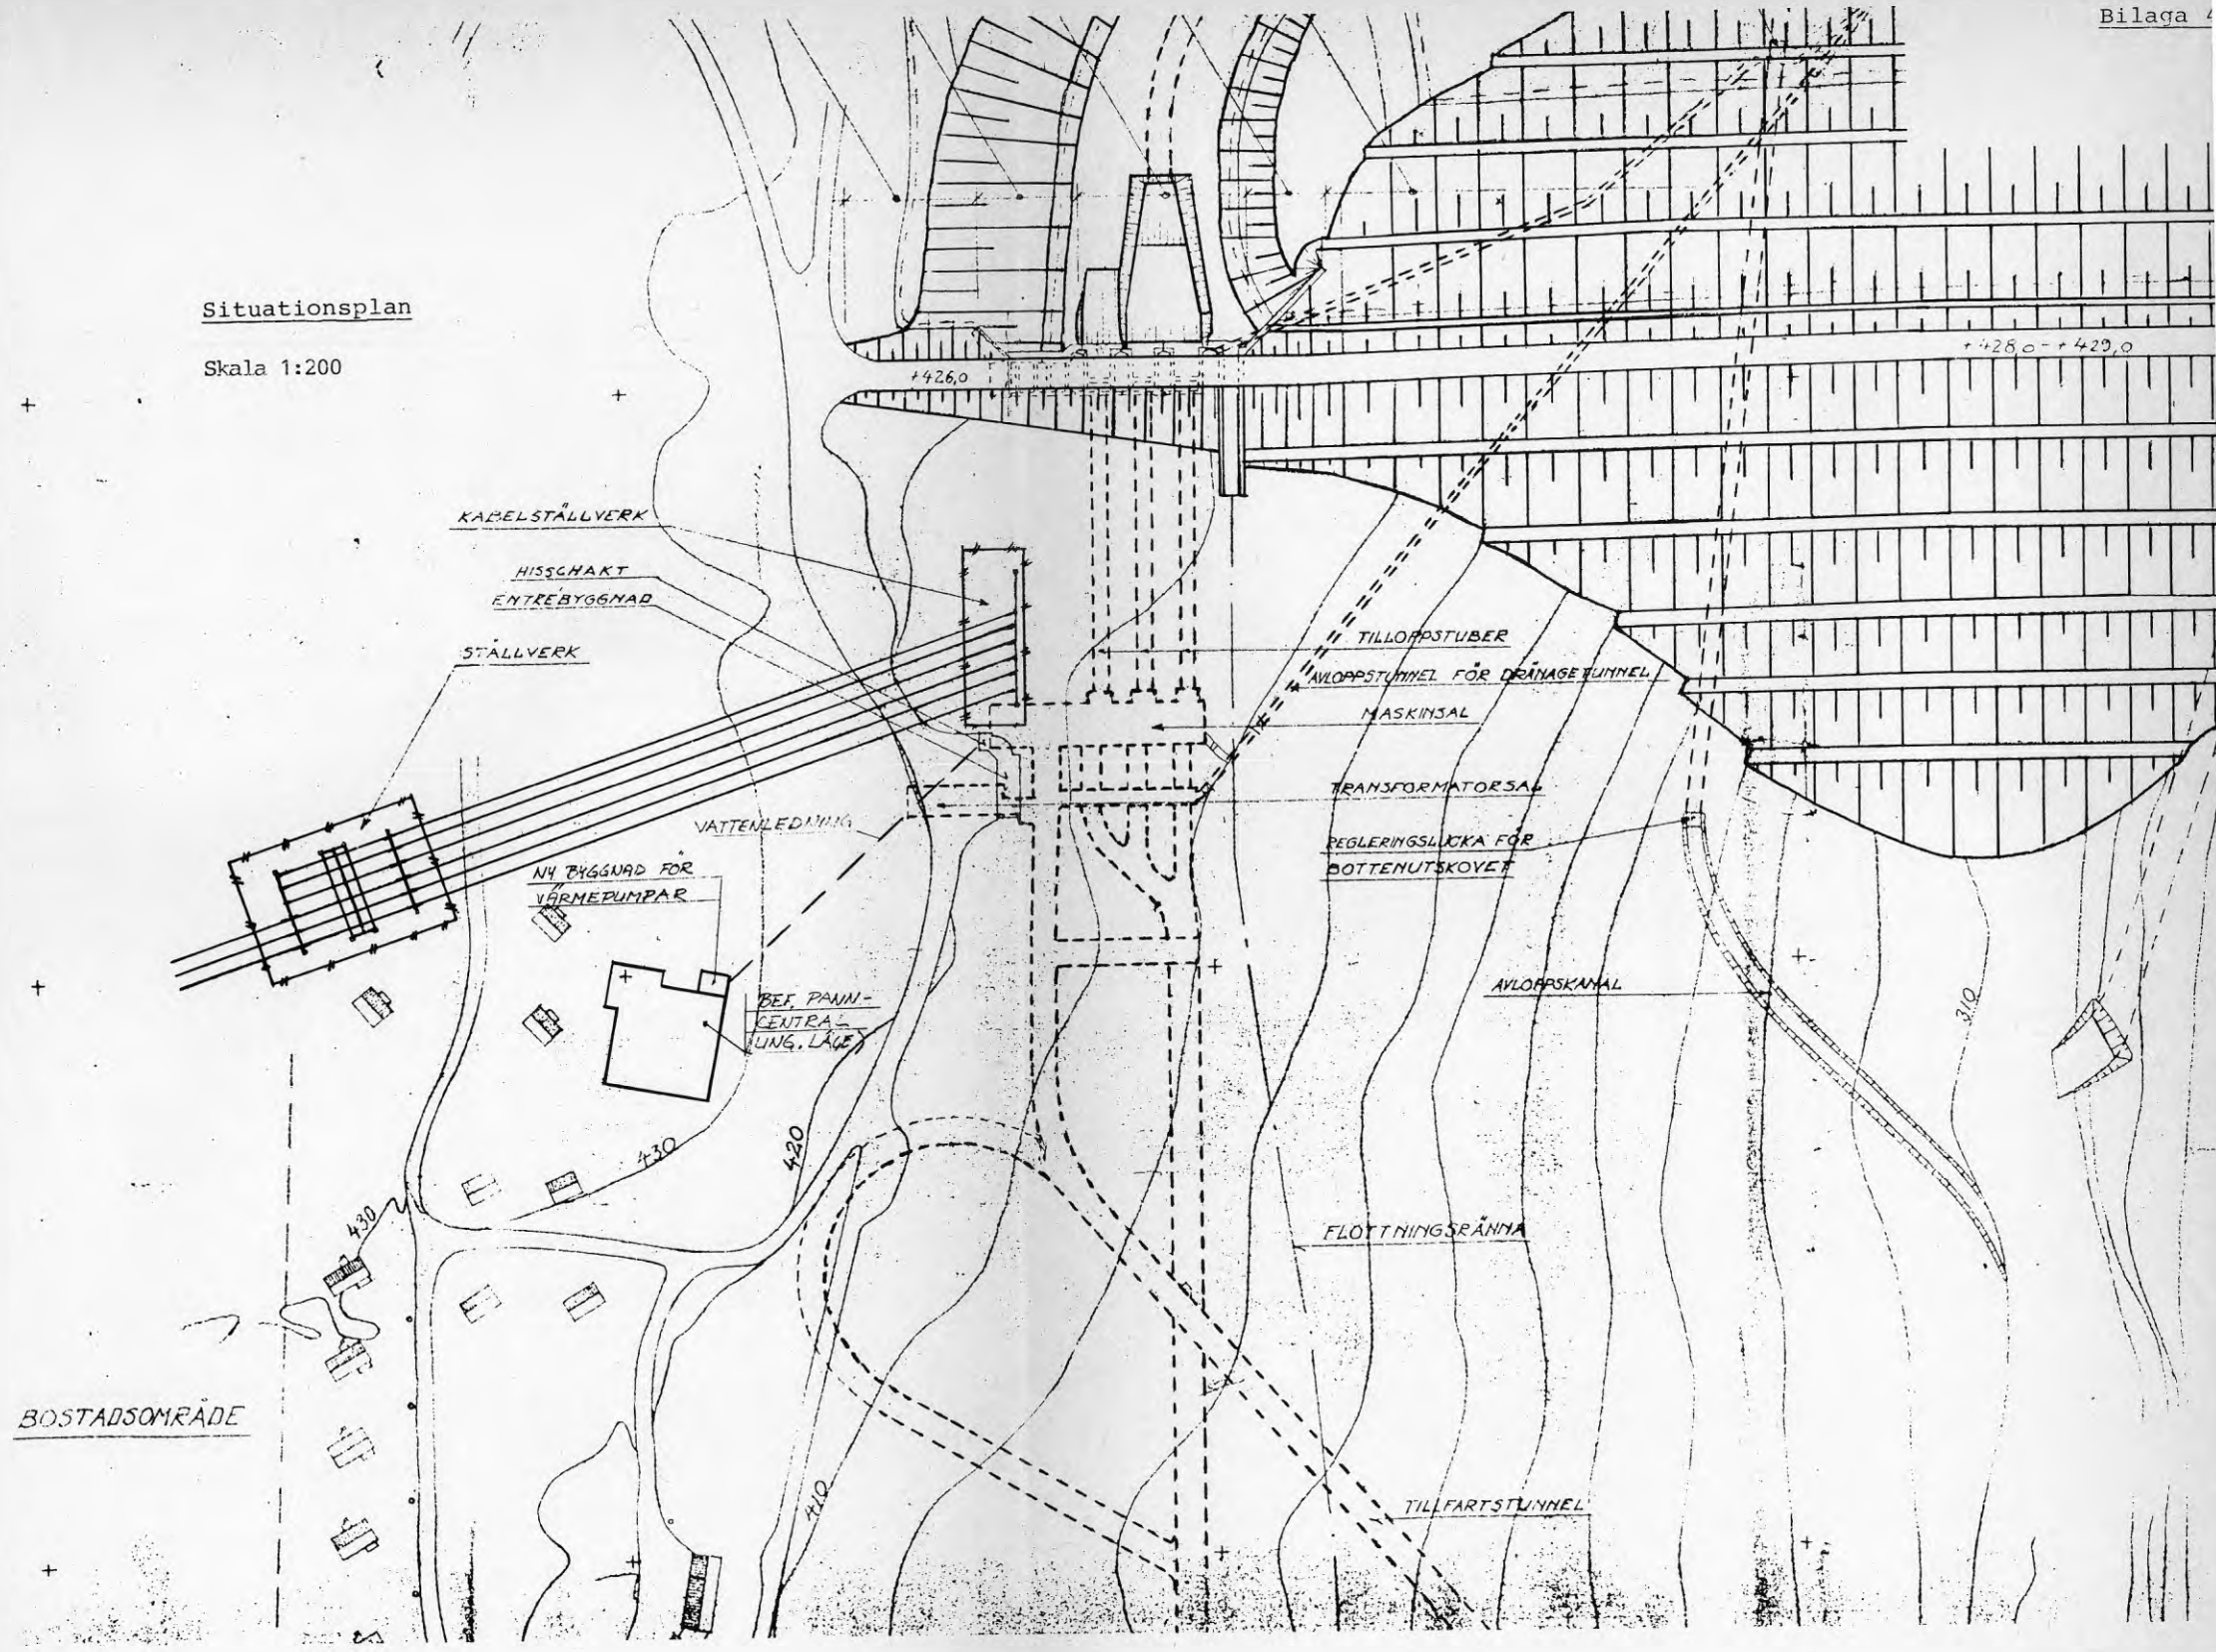 Bilaga
Situationsplan
Skala 1:200
+426,0
+428,0-+429,0
KABELSTÄLLVERK
HISSCHAKT
ENTRÉBYGGNAD
STÄLLVERK
TILLOPPSTUBER
AVLOPPSTUNNEL FÖR DRÄNAGETUNNEL
MASKINSAL
TRANSFORMATORSAL
VATTENLEDNING
REGLERINGSLUCKA FÖR
BOTTENUTSKOVET
NY BYGGNAD FÖR
VÄRMEPUMPAR
BEF. PANN-
CENTRAL
(UNG. LÄGE)
AVLOPPSKANAL
310
430
420
430
FLOTTNINGSRÄNNA
BOSTADSOMRÅDE
410
TILLFARTSTUNNEL